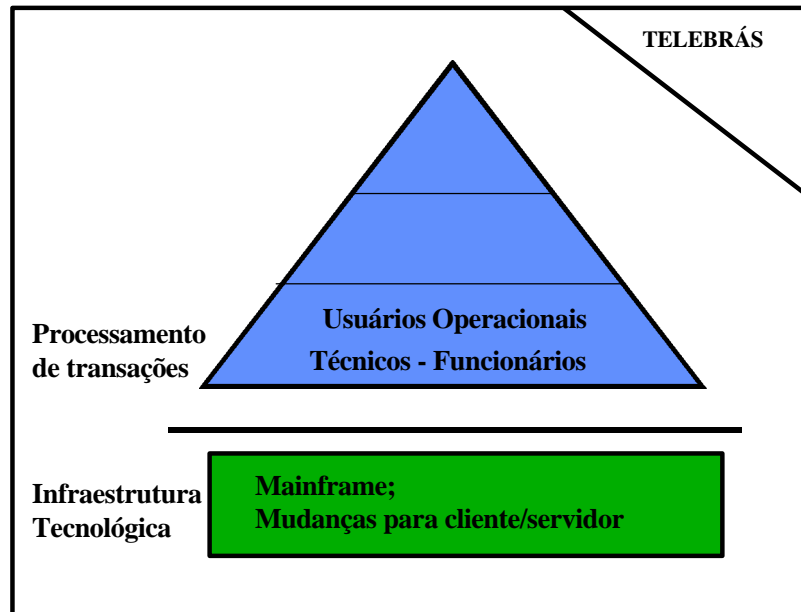 TELEBRÁS
Processamento
de transações
Usuários Operacionais
Técnicos - Funcionários
Infraestrutura
Tecnológica
Mainframe;
Mudanças para cliente/servidor